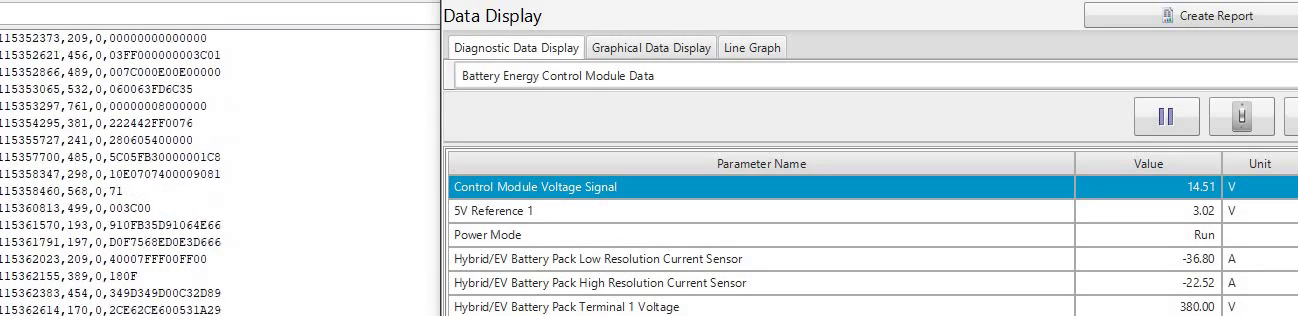 115352373,209,0,00000000000000
115352621,456,0,03FF000000003C01
115352866,489,0,007C000E00E00000
115353065,532,0,060063FD6C35
115353297,761,0,00000008000000
115354295,381,0,222442FF0076
115355727,241,0,280605400000
115357700,485,0,5C05FB30000001C8
115358347,298,0,10E0707400009081
115358460,568,0,71
115360813,499,0,003C00
115361570,193,0,910FB35D91064E66
115361791,197,0,D0F7568ED0E3D666
115362023,209,0,40007FFF00FF00
115362155,389,0,180F
115362383,454,0,349D349D00C32D89
115362614,170,0,2CE62CE600531A29
Data Display
Create Report
Diagnostic Data Display Graphical Data Display Line Graph
Battery Energy Control Module Data
Parameter Name Value Unit
Control Module Voltage Signal 14.51 V
5V Reference 1 3.02 V
Power Mode Run
Hybrid/EV Battery Pack Low Resolution Current Sensor -36.80 A
Hybrid/EV Battery Pack High Resolution Current Sensor -22.52 A
Hybrid/EV Battery Pack Terminal 1 Voltage 380.00 V